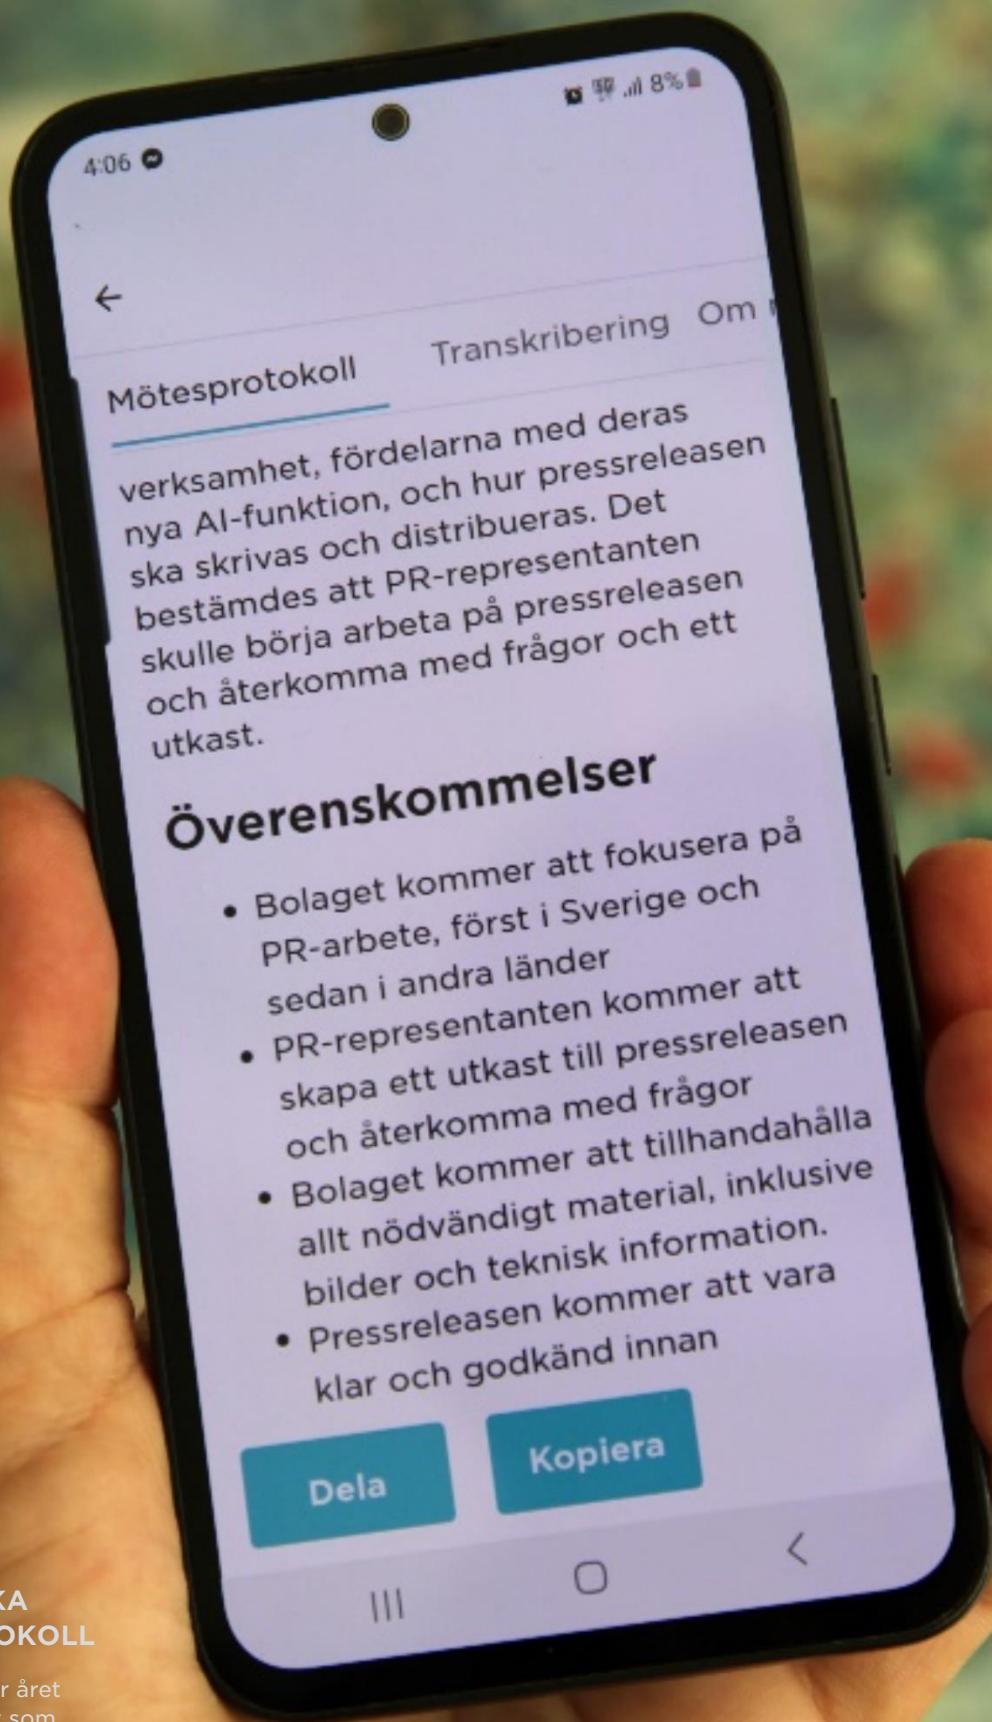 4:06
8%
Mötesprotokoll
Transkribering
Om
verksamhet, fördelarna med deras
nya AI-funktion, och hur pressreleasen
ska skrivas och distribueras. Det
bestämdes att PR-representanten
skulle börja arbeta på pressreleasen
och återkomma med frågor och ett
utkast.
Överenskommelser
• Bolaget kommer att fokusera på
PR-arbete, först i Sverige och
sedan i andra länder
• PR-representanten kommer att
skapa ett utkast till pressreleasen
och återkomma med frågor
• Bolaget kommer att tillhandahålla
allt nödvändigt material, inklusive
bilder och teknisk information.
• Pressreleasen kommer att vara
klar och godkänd innan
Dela
Kopiera
KA
OKOLL
r året
som